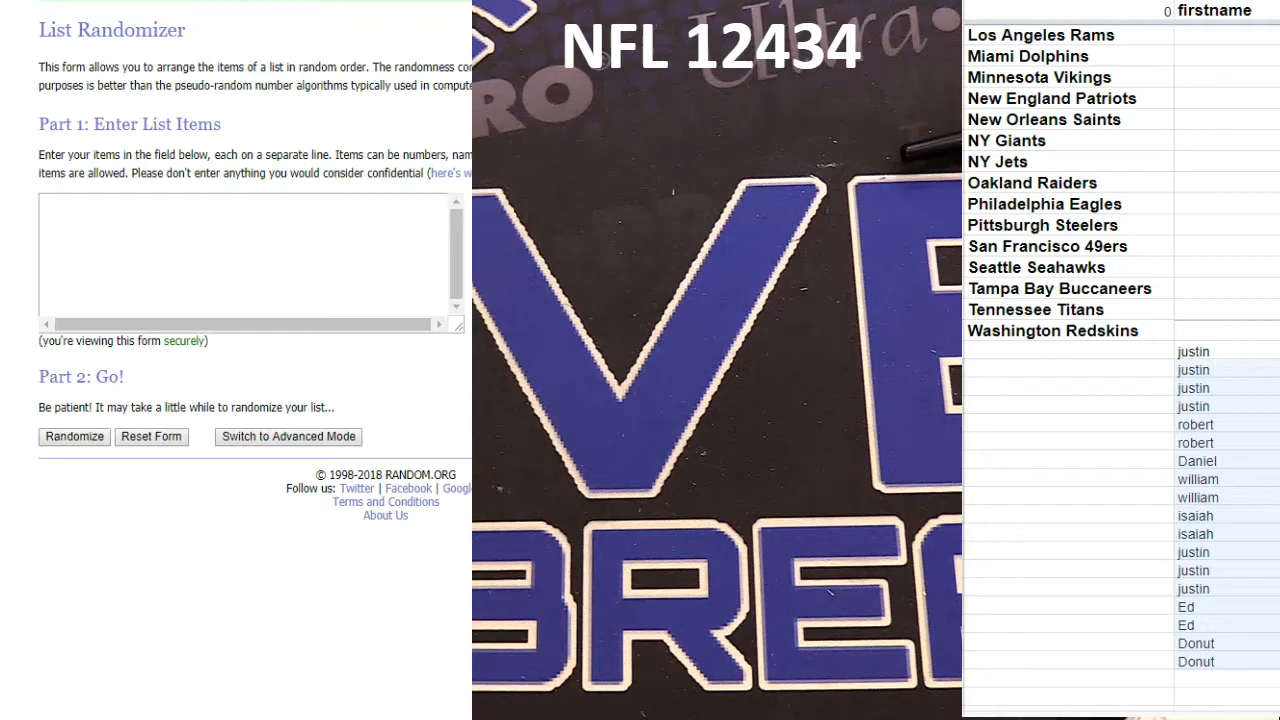 List Randomizer
This form allows you to arrange the items of a list in random order. The randomness co
purposes is better than the pseudo-random number algorithms typically used in compute
Part 1: Enter List Items
Enter your items in the field below, each on a separate line. Items can be numbers, nam
items are allowed. Please don't enter anything you would consider confidential (here's w
(you're viewing this form securely)
Part 2: Go!
Be patient! It may take a little while to randomize your list...
Randomize
Reset Form
Switch to Advanced Mode
© 1998-2018 RANDOM.ORG
Follow us: Twitter | Facebook | Googl
Terms and Conditions
About Us
NFL 12434
Ultra
RO®
V E
BRE
0 firstname
Los Angeles Rams
Miami Dolphins
Minnesota Vikings
New England Patriots
New Orleans Saints
NY Giants
NY Jets
Oakland Raiders
Philadelphia Eagles
Pittsburgh Steelers
San Francisco 49ers
Seattle Seahawks
Tampa Bay Buccaneers
Tennessee Titans
Washington Redskins
justin
justin
justin
justin
robert
robert
Daniel
william
william
isaiah
isaiah
justin
justin
justin
Ed
Ed
Donut
Donut